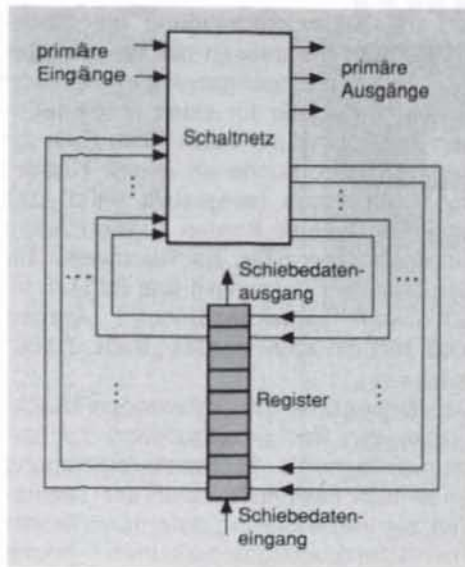 primäre
Eingänge
primäre
Ausgänge
Schaltnetz
Schiebedaten-
ausgang
Register
Schiebedaten-
eingang